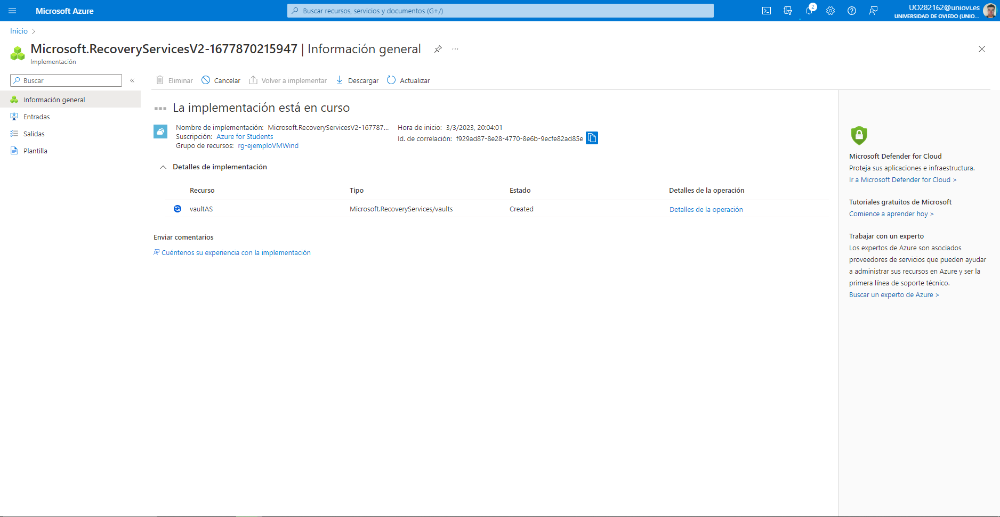 Microsoft Azure
Buscar recursos, servicios y documentos (G+/)
2
UO282162@uniovi.es
UNIVERSIDAD DE OVIEDO (UNIO...
Inicio >
Microsoft.RecoveryServicesV2-1677870215947 | Información general
Implementación
Buscar
Información general
Entradas
Salidas
Plantilla
Eliminar
Cancelar
Volver a implementar
Descargar
Actualizar
La implementación está en curso
Nombre de implementación: Microsoft.RecoveryServicesV2-167787...
Suscripción: Azure for Students
Grupo de recursos: rg-ejemploVMWind
Hora de inicio: 3/3/2023, 20:04:01
Id. de correlación: f929ad87-8e28-4770-8e6b-9ecfe82ad85e
Detalles de implementación
Recurso Tipo Estado Detalles de la operación
vaultAS Microsoft.RecoveryServices/vaults Created Detalles de la operación
Enviar comentarios
Cuéntenos su experiencia con la implementación
Microsoft Defender for Cloud
Proteja sus aplicaciones e infraestructura.
Ir a Microsoft Defender for Cloud >
Tutoriales gratuitos de Microsoft
Comience a aprender hoy >
Trabajar con un experto
Los expertos de Azure son asociados
proveedores de servicios que pueden ayudar
a administrar sus recursos en Azure y ser la
primera línea de soporte técnico.
Buscar un experto de Azure >